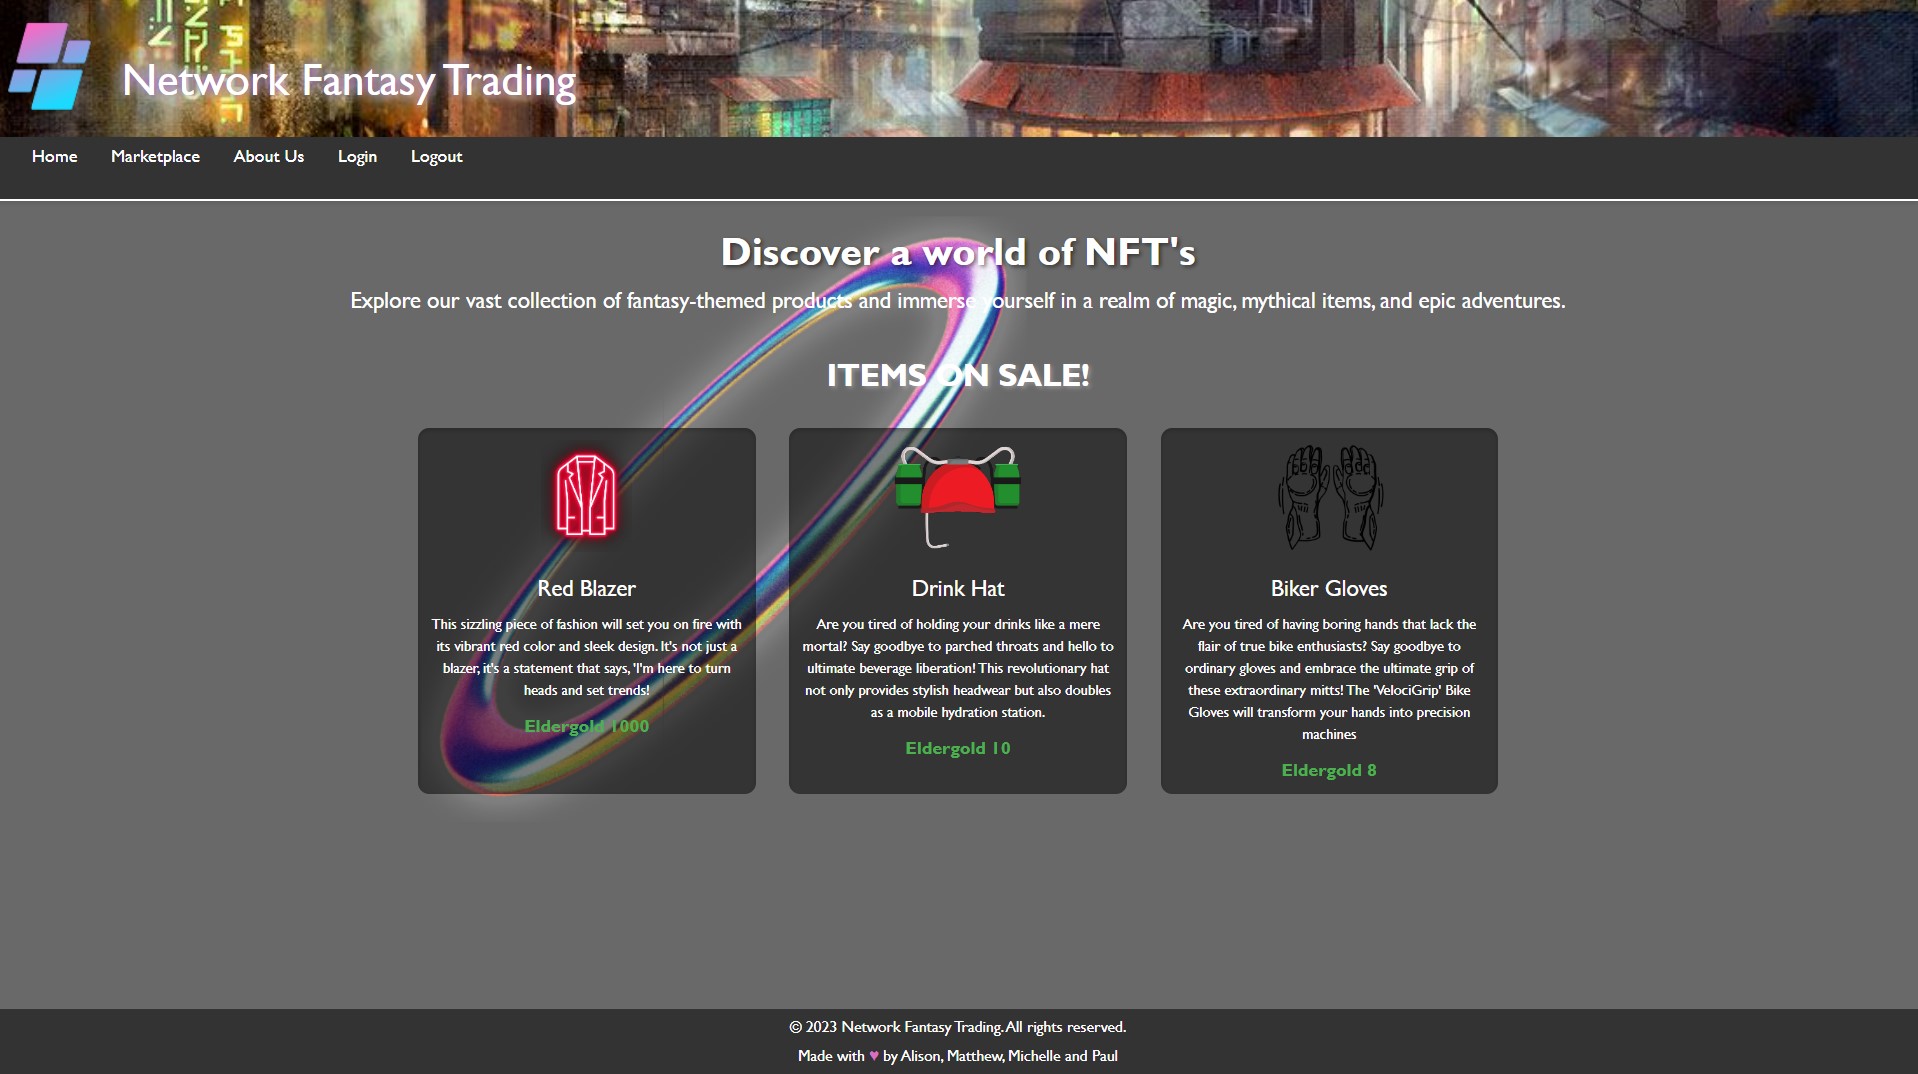 Network Fantasy Trading
Home Marketplace About Us Login Logout
Discover a world of NFT's
Explore our vast collection of fantasy-themed products and immerse yourself in a realm of magic, mythical items, and epic adventures.
ITEMS ON SALE!
Red Blazer
This sizzling piece of fashion will set you on fire with
its vibrant red color and sleek design. It's not just a
blazer, it's a statement that says, 'I'm here to turn
heads and set trends!
Eldergold 1000
Drink Hat
Are you tired of holding your drinks like a mere
mortal? Say goodbye to parched throats and hello to
ultimate beverage liberation! This revolutionary hat
not only provides stylish headwear but also doubles
as a mobile hydration station.
Eldergold 10
Biker Gloves
Are you tired of having boring hands that lack the
flair of true bike enthusiasts? Say goodbye to
ordinary gloves and embrace the ultimate grip of
these extraordinary mitts! The 'VelociGrip' Bike
Gloves will transform your hands into precision
machines
Eldergold 8
© 2023 Network Fantasy Trading. All rights reserved.
Made with ♥ by Alison, Matthew, Michelle and Paul